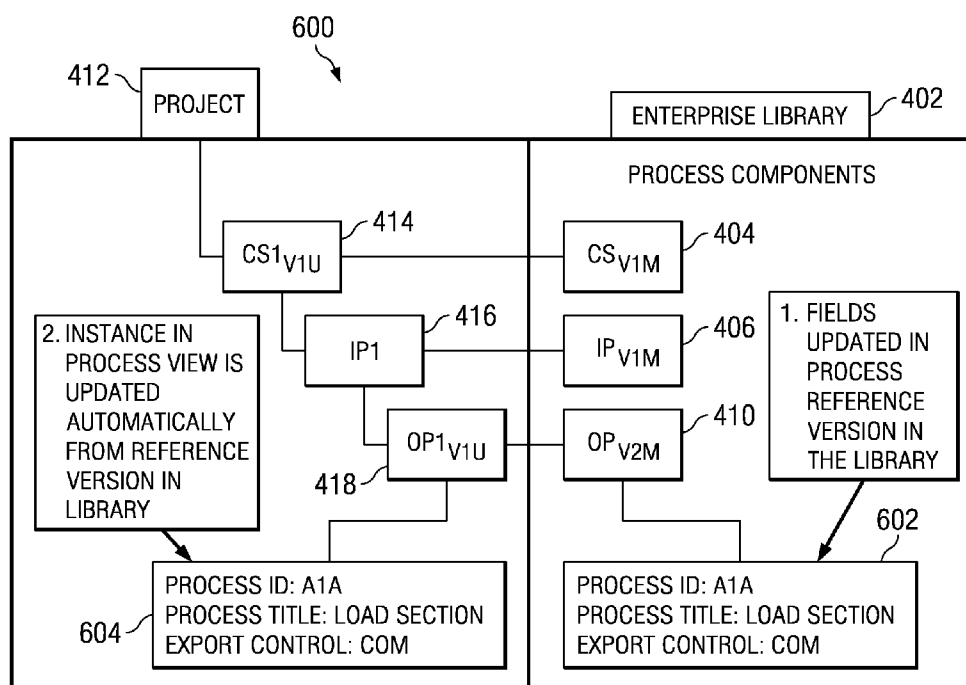 600
412
PROJECT
ENTERPRISE LIBRARY
402
PROCESS COMPONENTS
CS1V1U
414
CSV1M
404
2. INSTANCE IN
PROCESS VIEW IS
UPDATED
AUTOMATICALLY
FROM REFERENCE
VERSION IN
LIBRARY
IP1
416
IPV1M
406
1. FIELDS
UPDATED IN
PROCESS
REFERENCE
VERSION IN
THE LIBRARY
OP1V1U
418
OPV2M
410
602
PROCESS ID: A1A
PROCESS TITLE: LOAD SECTION
EXPORT CONTROL: COM
604
PROCESS ID: A1A
PROCESS TITLE: LOAD SECTION
EXPORT CONTROL: COM